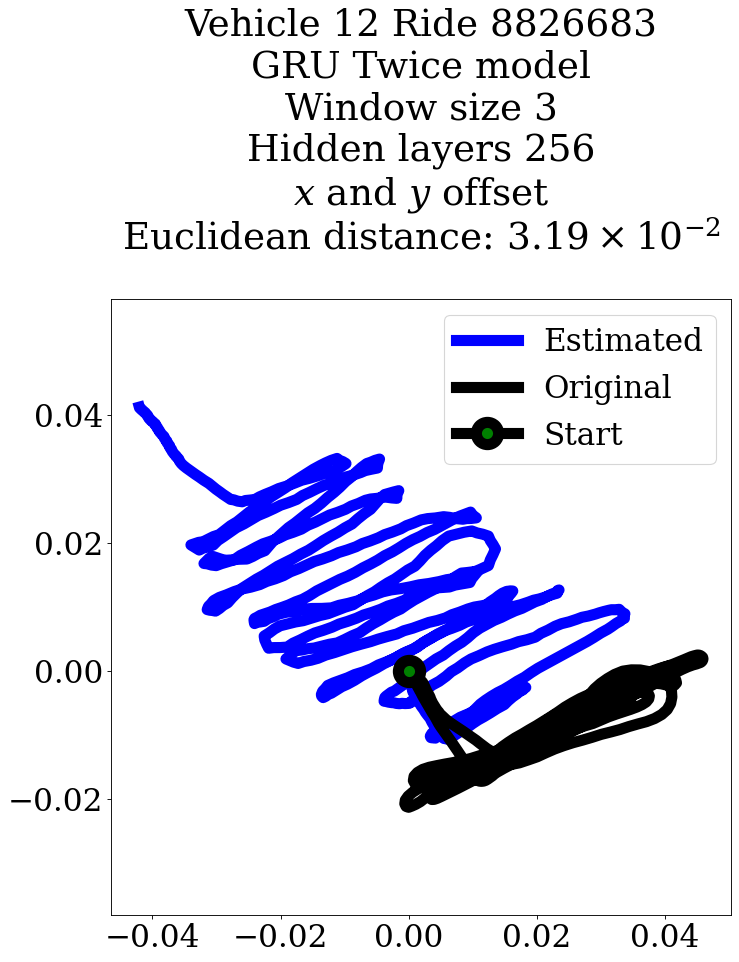 Vehicle 12 Ride 8826683
GRU Twice model
Window size 3
Hidden layers 256
x and y offset
Euclidean distance: 3.19 × 10⁻²
Estimated
Original
Start
0.04
0.02
0.00
−0.02
−0.04 −0.02 0.00 0.02 0.04